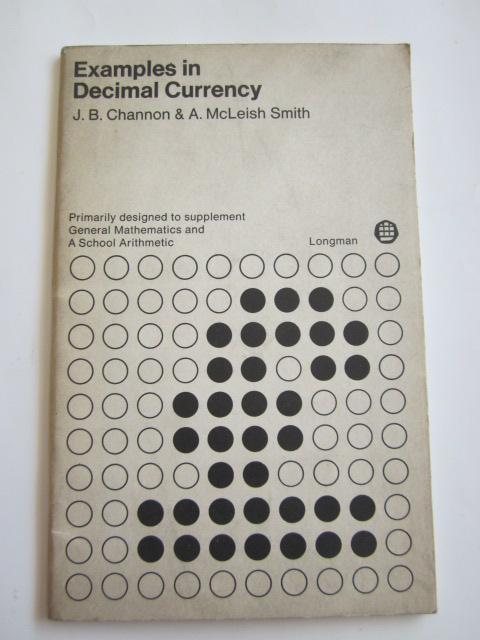 Examples in
Decimal Currency
J. B. Channon & A. McLeish Smith
Primarily designed to supplement
General Mathematics and
A School Arithmetic
Longman